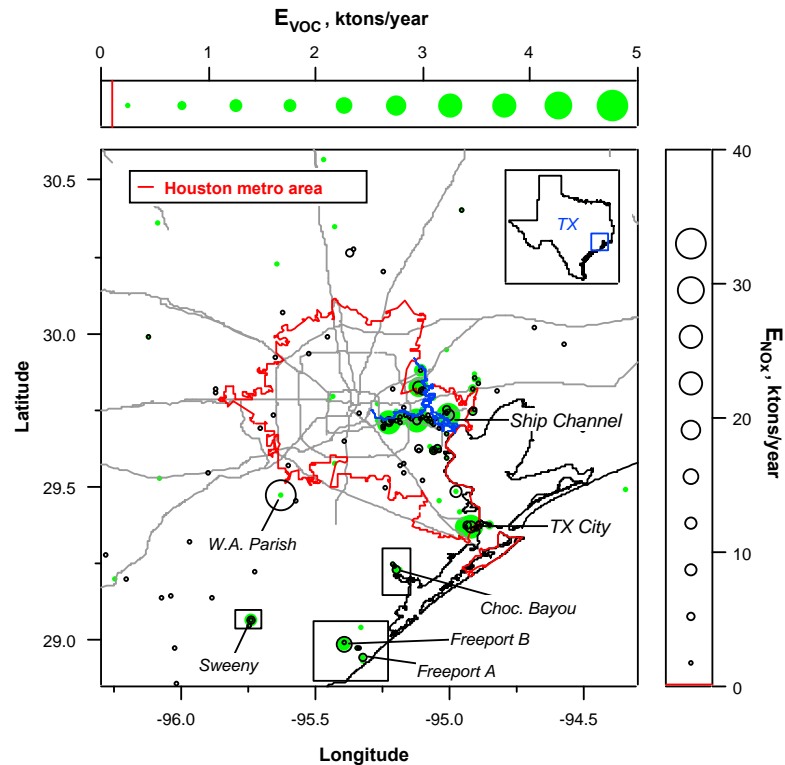 E_VOC , ktons/year
0 1 2 3 4 5
40
30
20
10
0
E_NOx , ktons/year
Houston metro area
TX
30.5
30.0
29.5
29.0
Latitude
Ship Channel
TX City
W.A. Parish
Choc. Bayou
Freeport B
Freeport A
Sweeny
-96.0 -95.5 -95.0 -94.5
Longitude